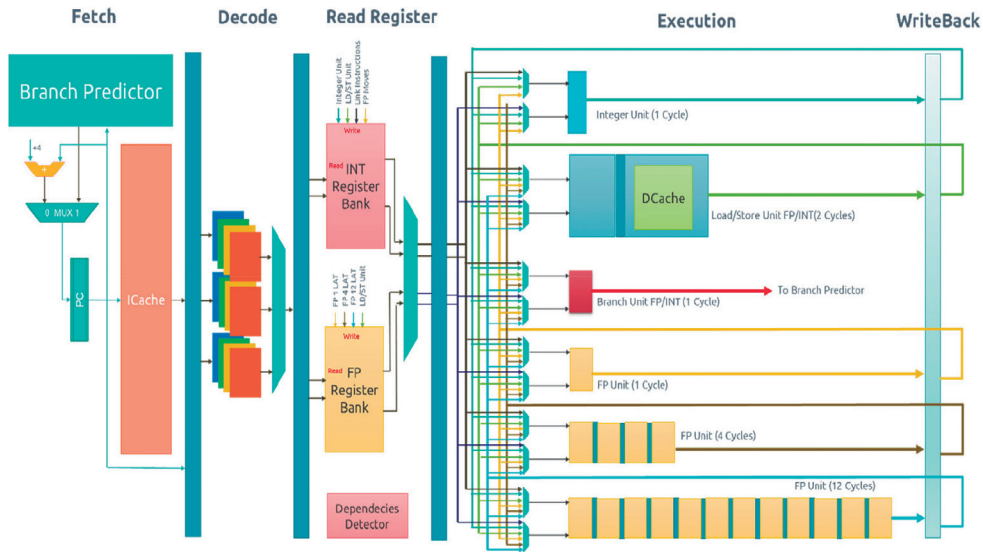 Fetch
Decode
Read Register
Execution
WriteBack
Branch Predictor
+4
+
0 MUX 1
PC
ICache
Integer Unit
LD/ST Unit
Link Instructions
FP Moves
Write
Read
INT
Register
Bank
FP 1 LAT
FP 4 LAT
FP 12 LAT
LD/ST Unit
Write
Read
FP
Register
Bank
Dependecies
Detector
Integer Unit (1 Cycle)
DCache
Load/Store Unit FP/INT(2 Cycles)
To Branch Predictor
Branch Unit FP/INT (1 Cycle)
FP Unit (1 Cycle)
FP Unit (4 Cycles)
FP Unit (12 Cycles)